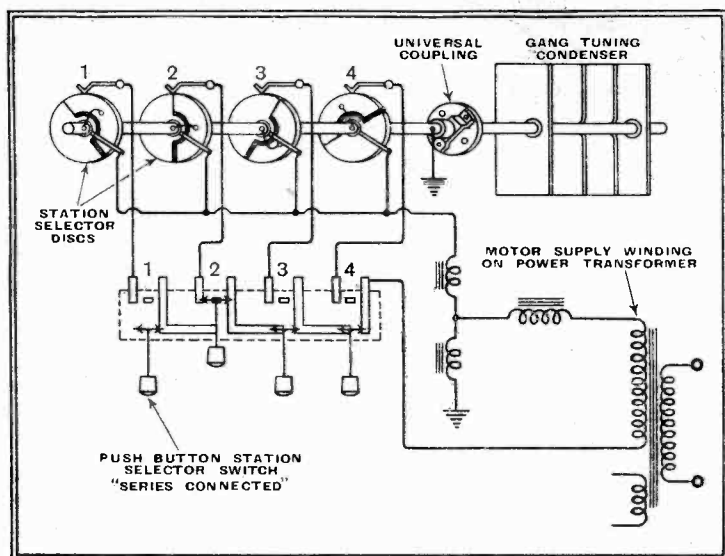 1 2 3 4
UNIVERSAL
COUPLING
GANG TUNING
CONDENSER
STATION
SELECTOR
DISCS
1 2 3 4
MOTOR SUPPLY WINDING
ON POWER TRANSFORMER
PUSH BUTTON STATION
SELECTOR SWITCH
"SERIES CONNECTED"